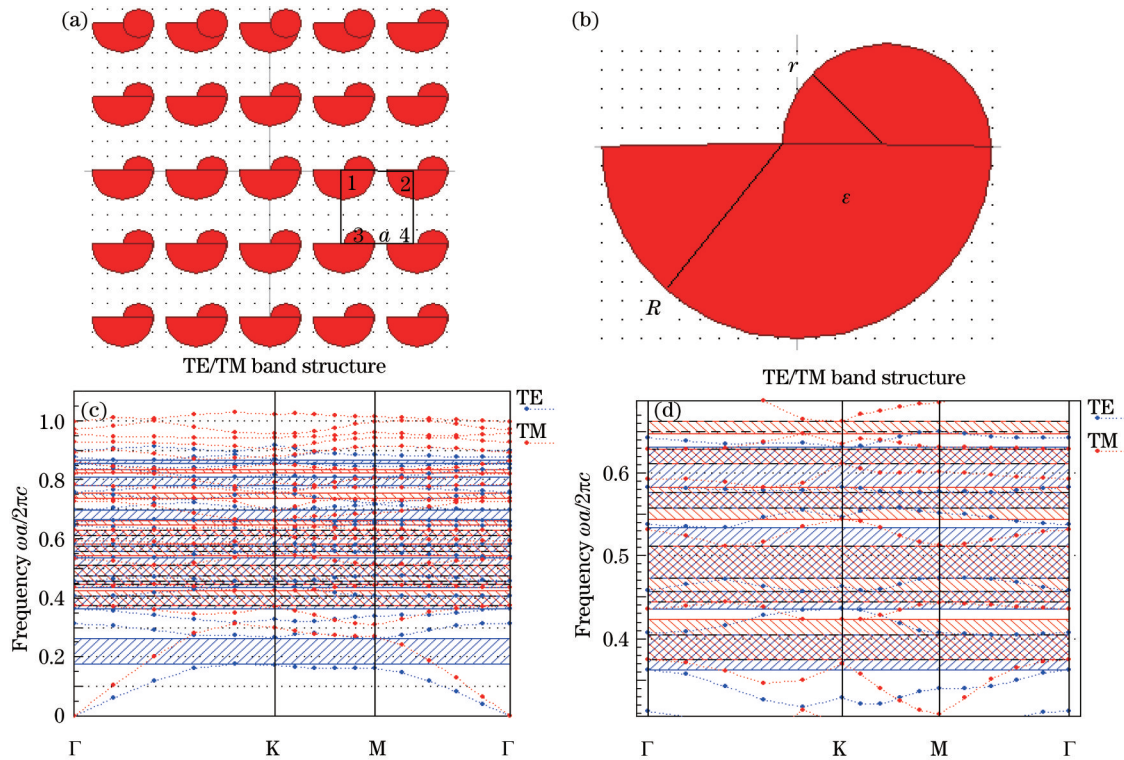 (a)
1 2
3 a 4
(b)
r
ε
R
TE/TM band structure
(c)
TE
TM
1.0
0.8
0.6
0.4
0.2
0
Frequency ωa/2πc
Γ K M Γ
TE/TM band structure
(d)
TE
TM
0.6
0.5
0.4
Frequency ωa/2πc
Γ K M Γ